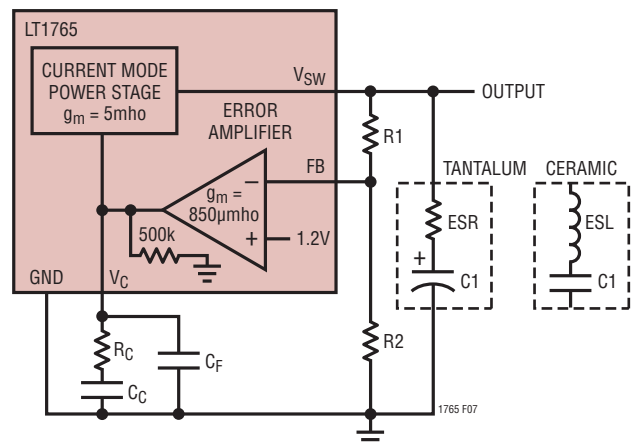 LT1765
CURRENT MODE
POWER STAGE
gm = 5mho
VSW
OUTPUT
ERROR
AMPLIFIER
R1
FB
TANTALUM
CERAMIC
gm =
850µmho
–
+
1.2V
500k
ESR
ESL
+
C1
C1
GND
VC
RC
CF
R2
CC
1765 F07